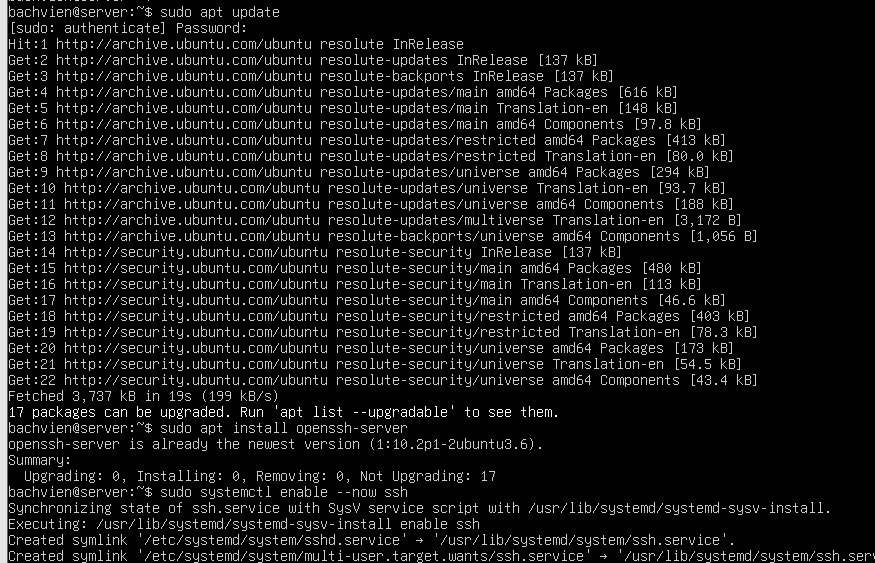 bachvien@server:~$ sudo apt update
[sudo: authenticate] Password:
Hit:1 http://archive.ubuntu.com/ubuntu resolute InRelease
Get:2 http://archive.ubuntu.com/ubuntu resolute-updates InRelease [137 kB]
Get:3 http://archive.ubuntu.com/ubuntu resolute-backports InRelease [137 kB]
Get:4 http://archive.ubuntu.com/ubuntu resolute-updates/main amd64 Packages [616 kB]
Get:5 http://archive.ubuntu.com/ubuntu resolute-updates/main Translation-en [148 kB]
Get:6 http://archive.ubuntu.com/ubuntu resolute-updates/main amd64 Components [97.8 kB]
Get:7 http://archive.ubuntu.com/ubuntu resolute-updates/restricted amd64 Packages [413 kB]
Get:8 http://archive.ubuntu.com/ubuntu resolute-updates/restricted Translation-en [80.0 kB]
Get:9 http://archive.ubuntu.com/ubuntu resolute-updates/universe amd64 Packages [294 kB]
Get:10 http://archive.ubuntu.com/ubuntu resolute-updates/universe Translation-en [93.7 kB]
Get:11 http://archive.ubuntu.com/ubuntu resolute-updates/universe amd64 Components [188 kB]
Get:12 http://archive.ubuntu.com/ubuntu resolute-updates/multiverse Translation-en [3,172 B]
Get:13 http://archive.ubuntu.com/ubuntu resolute-backports/universe amd64 Components [1,056 B]
Get:14 http://security.ubuntu.com/ubuntu resolute-security InRelease [137 kB]
Get:15 http://security.ubuntu.com/ubuntu resolute-security/main amd64 Packages [480 kB]
Get:16 http://security.ubuntu.com/ubuntu resolute-security/main Translation-en [113 kB]
Get:17 http://security.ubuntu.com/ubuntu resolute-security/main amd64 Components [46.6 kB]
Get:18 http://security.ubuntu.com/ubuntu resolute-security/restricted amd64 Packages [403 kB]
Get:19 http://security.ubuntu.com/ubuntu resolute-security/restricted Translation-en [78.3 kB]
Get:20 http://security.ubuntu.com/ubuntu resolute-security/universe amd64 Packages [173 kB]
Get:21 http://security.ubuntu.com/ubuntu resolute-security/universe Translation-en [54.5 kB]
Get:22 http://security.ubuntu.com/ubuntu resolute-security/universe amd64 Components [43.4 kB]
Fetched 3,737 kB in 19s (199 kB/s)
17 packages can be upgraded. Run 'apt list --upgradable' to see them.
bachvien@server:~$ sudo apt install openssh-server
openssh-server is already the newest version (1:10.2p1-2ubuntu3.6).
Summary:
  Upgrading: 0, Installing: 0, Removing: 0, Not Upgrading: 17
bachvien@server:~$ sudo systemctl enable --now ssh
Synchronizing state of ssh.service with SysV service script with /usr/lib/systemd/systemd-sysv-install.
Executing: /usr/lib/systemd/systemd-sysv-install enable ssh
Created symlink '/etc/systemd/system/sshd.service' → '/usr/lib/systemd/system/ssh.service'.
Created symlink '/etc/systemd/system/multi-user.target.wants/ssh.service' → '/usr/lib/systemd/system/ssh.serv